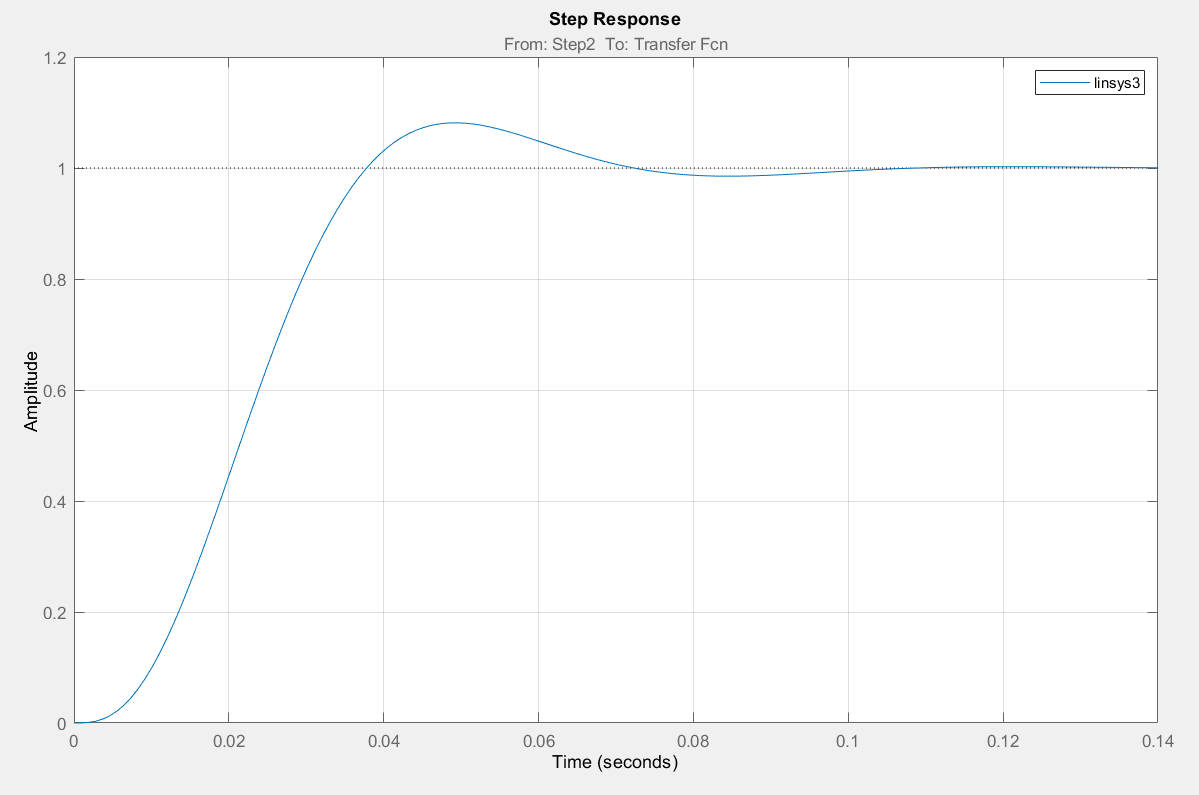 Step Response
From: Step2  To: Transfer Fcn
linsys3
1.2
1
0.8
0.6
0.4
0.2
0
Amplitude
0 0.02 0.04 0.06 0.08 0.1 0.12 0.14
Time (seconds)